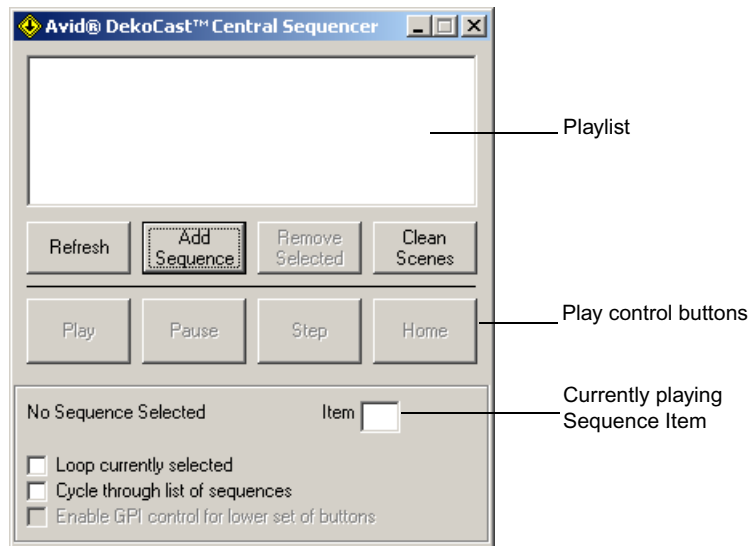 Avid® DekoCast™ Central Sequencer
Playlist
Refresh
Add
Sequence
Remove
Selected
Clean
Scenes
Play
Pause
Step
Home
Play control buttons
No Sequence Selected
Item
Currently playing
Sequence Item
Loop currently selected
Cycle through list of sequences
Enable GPI control for lower set of buttons